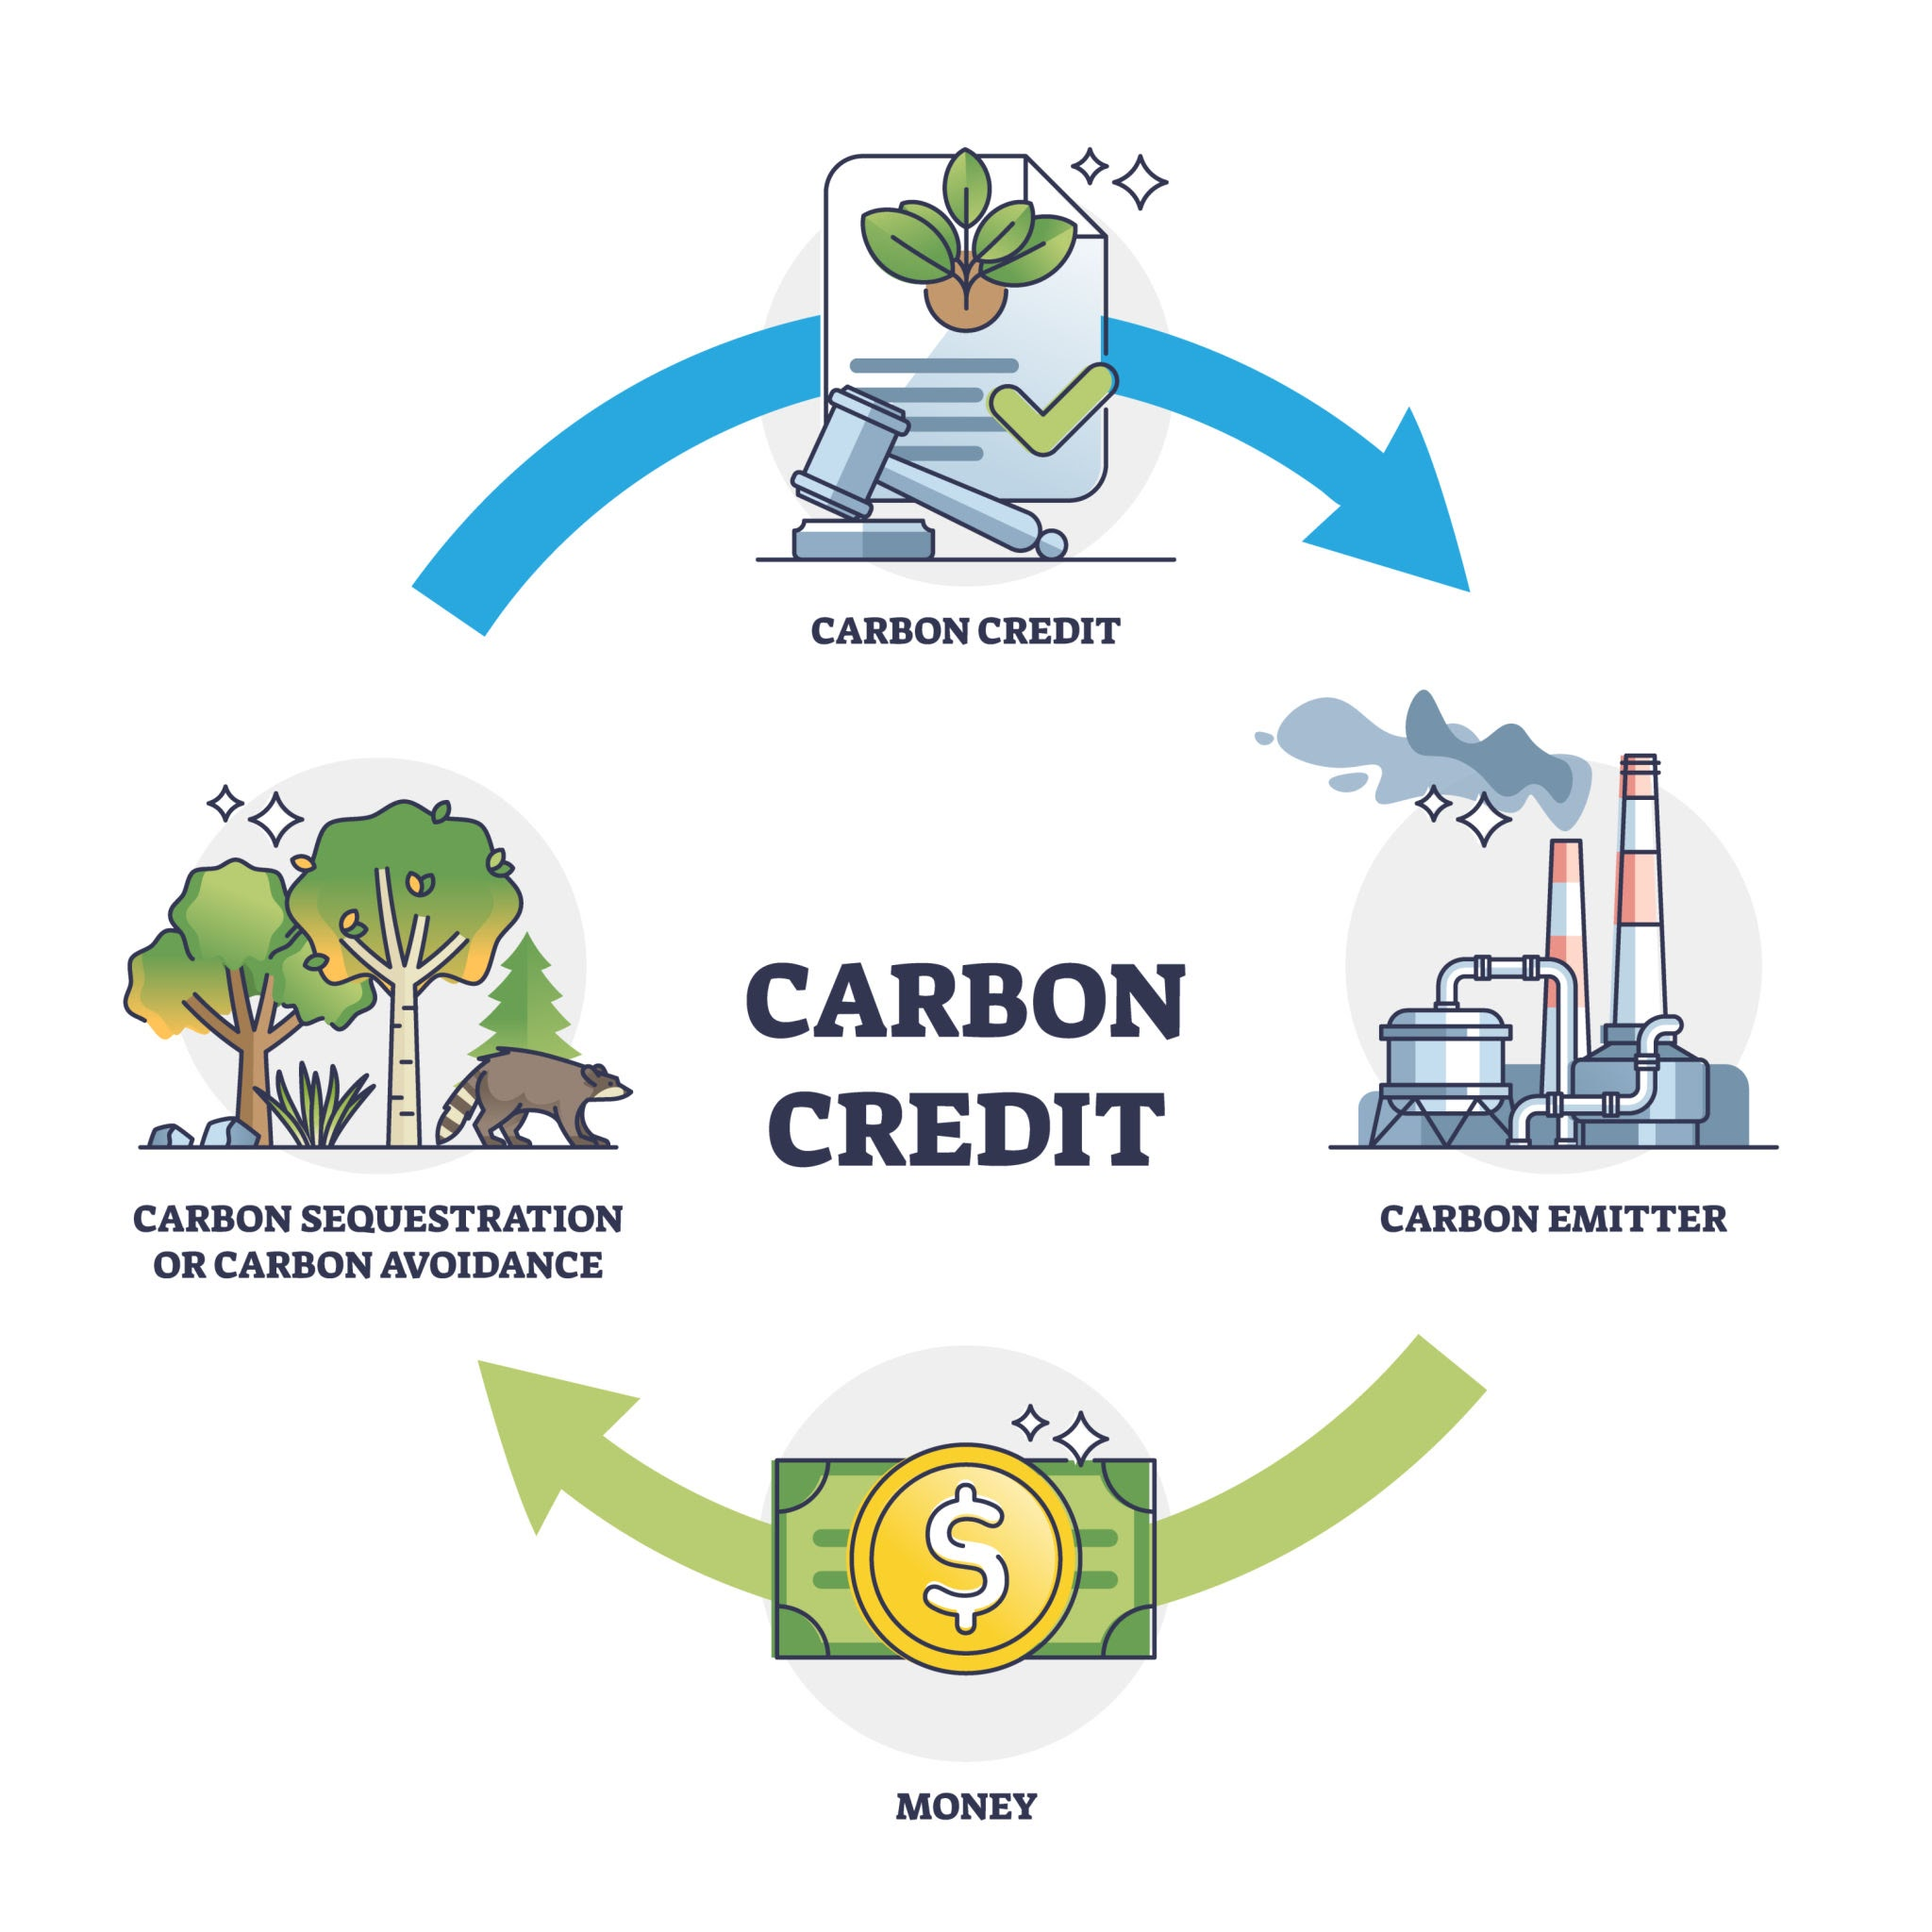 CARBON CREDIT
CARBON
CREDIT
CARBON SEQUESTRATION
OR CARBON AVOIDANCE
CARBON EMITTER
$
MONEY